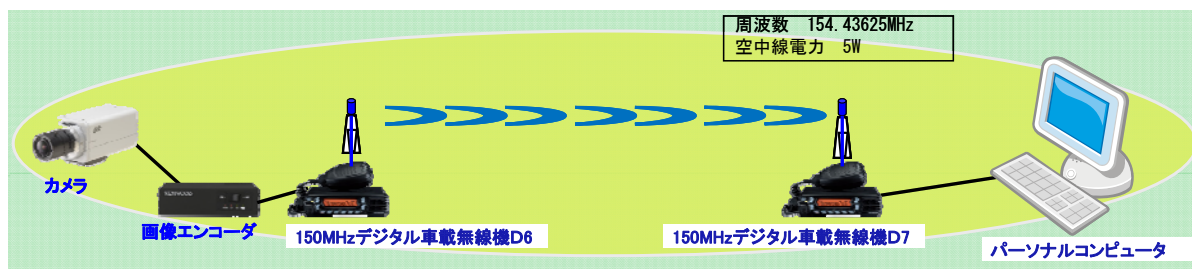 周波数 154.43625MHz
空中線電力 5W
カメラ
KENWOOD
画像エンコーダ
150MHzデジタル車載無線機D6
150MHzデジタル車載無線機D7
パーソナルコンピュータ